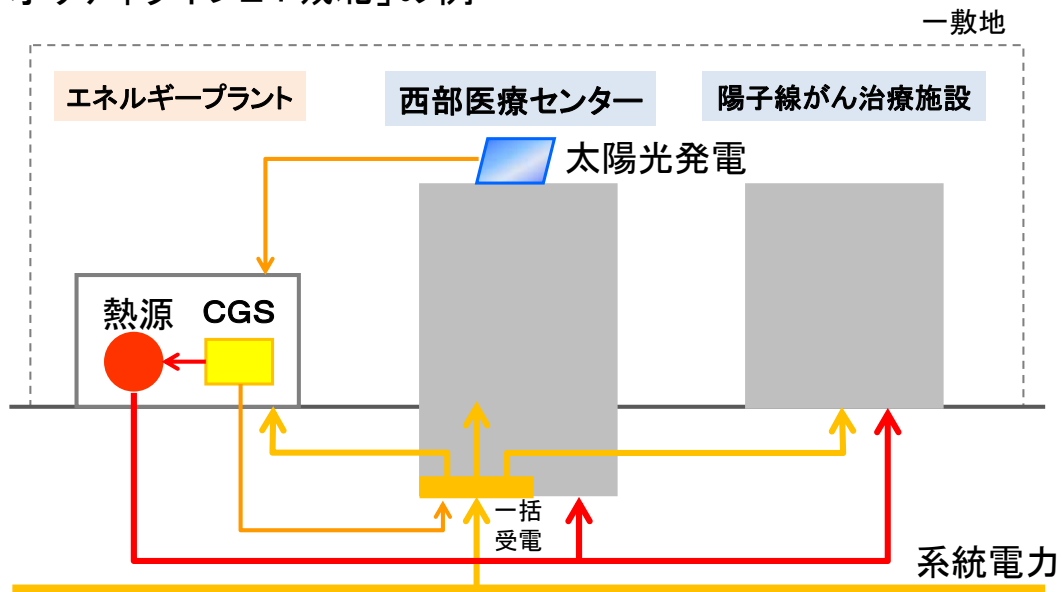 一敷地
エネルギープラント
西部医療センター
陽子線がん治療施設
太陽光発電
熱源
CGS
一括
受電
系統電力